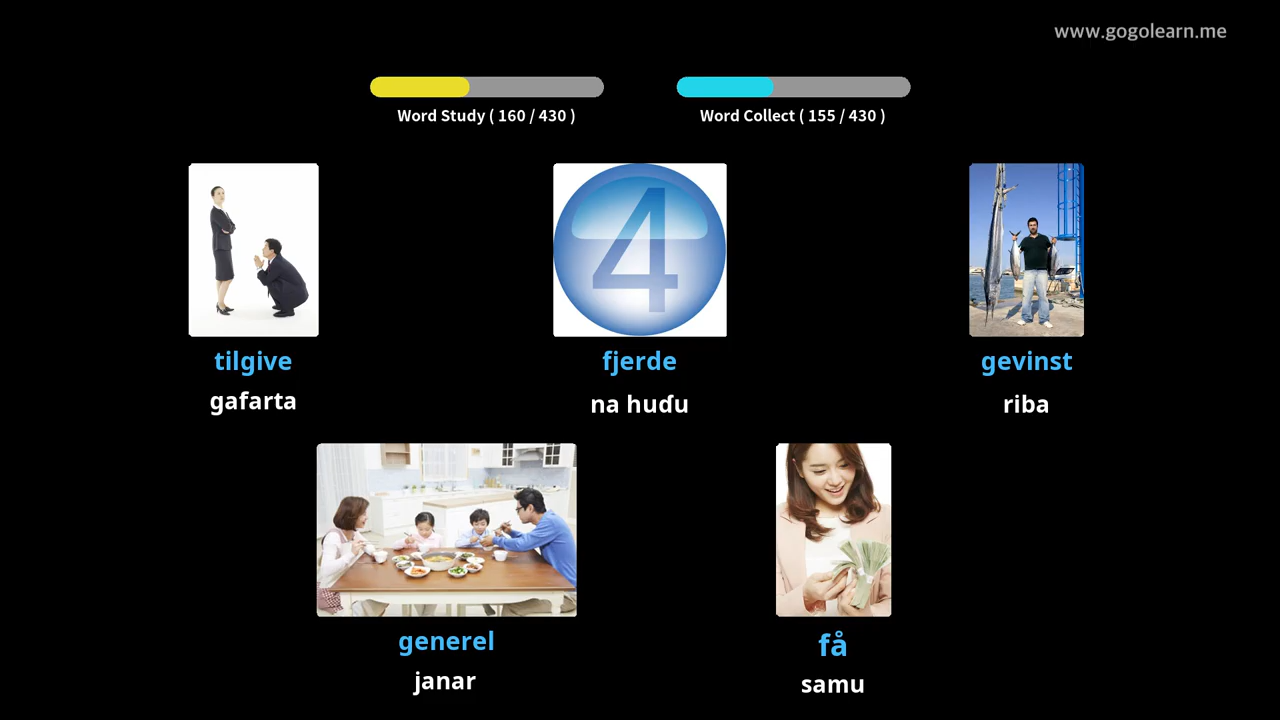 www.gogolearn.me
Word Study ( 160 / 430 )
Word Collect ( 155 / 430 )
4
tilgive
fjerde
gevinst
gafarta
na huɗu
riba
generel
få
janar
samu